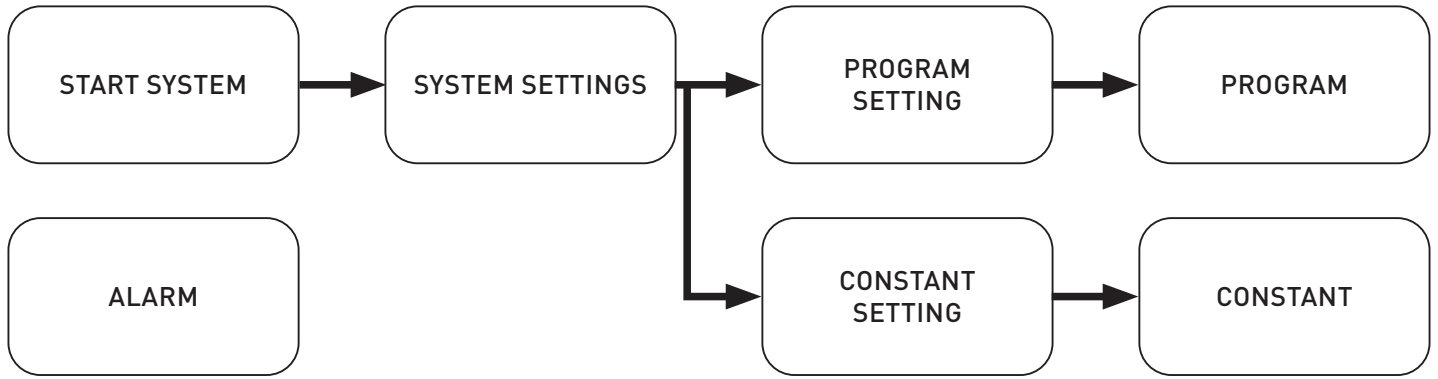 START SYSTEM
SYSTEM SETTINGS
PROGRAM
SETTING
PROGRAM
ALARM
CONSTANT
SETTING
CONSTANT